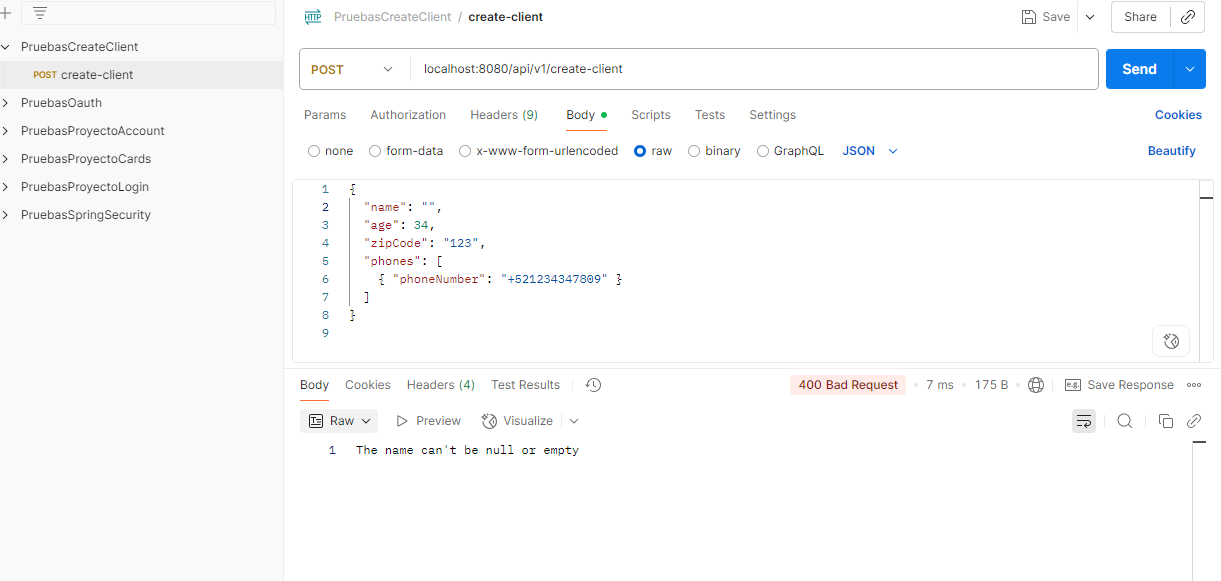 PruebasCreateClient / create-client
Save
Share
PruebasCreateClient
POST create-client
PruebasOauth
PruebasProyectoAccount
PruebasProyectoCards
PruebasProyectoLogin
PruebasSpringSecurity
HTTP
POST
localhost:8080/api/v1/create-client
Send
Params Authorization Headers (9) Body Scripts Tests Settings Cookies
none form-data x-www-form-urlencoded raw binary GraphQL JSON Beautify
1 {
2 "name": "",
3 "age": 34,
4 "zipCode": "123",
5 "phones": [
6 { "phoneNumber": "+521234347809" }
7 ]
8 }
9
Body Cookies Headers (4) Test Results 400 Bad Request • 7 ms • 175 B • e.g. Save Response
Raw Preview Visualize
1 The name can't be null or empty